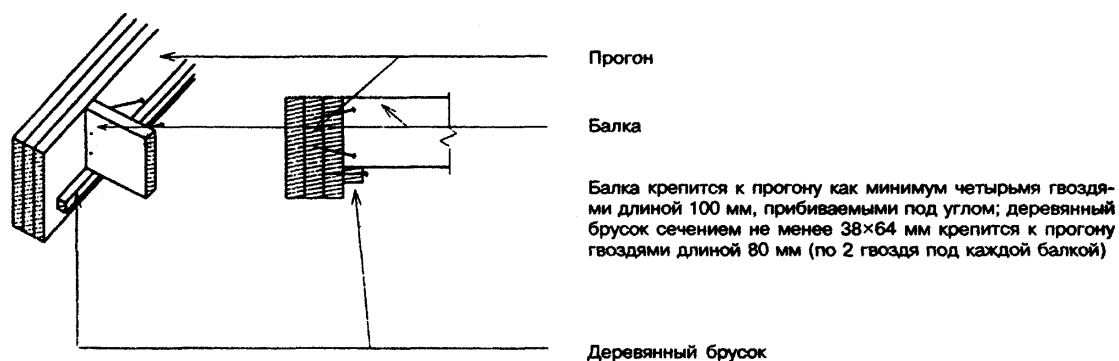 Прогон
Балка
Балка крепится к прогону как минимум четырьмя гвоздя-
ми длиной 100 мм, прибиваемыми под углом; деревянный
брусок сечением не менее 38×64 мм крепится к прогону
гвоздями длиной 80 мм (по 2 гвоздя под каждой балкой)
Деревянный брусок